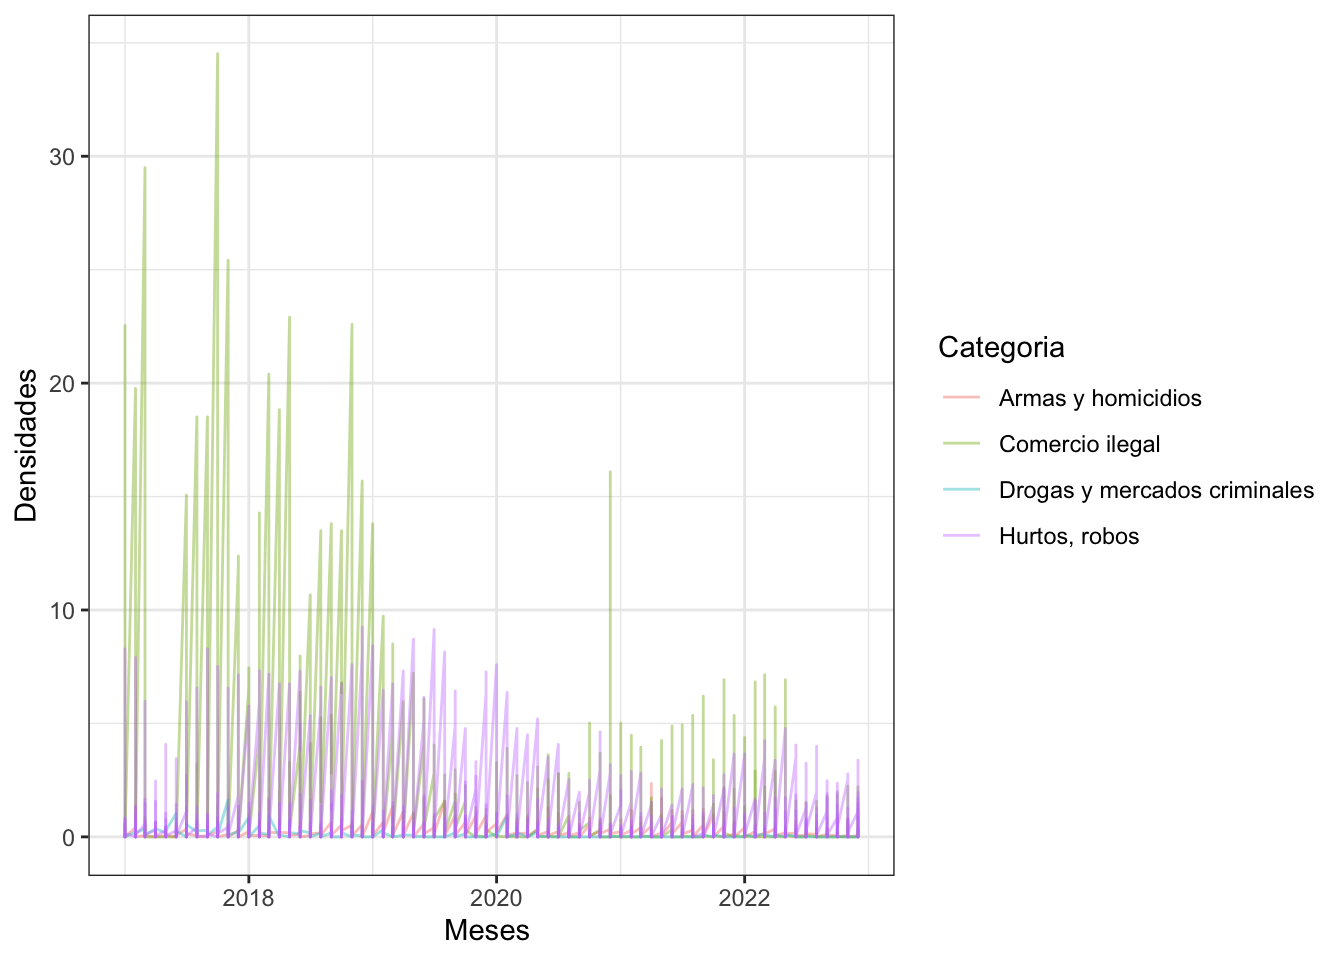 Densidades
30
20
10
0
2018
2020
2022
Meses
Categoria
Armas y homicidios
Comercio ilegal
Drogas y mercados criminales
Hurtos, robos